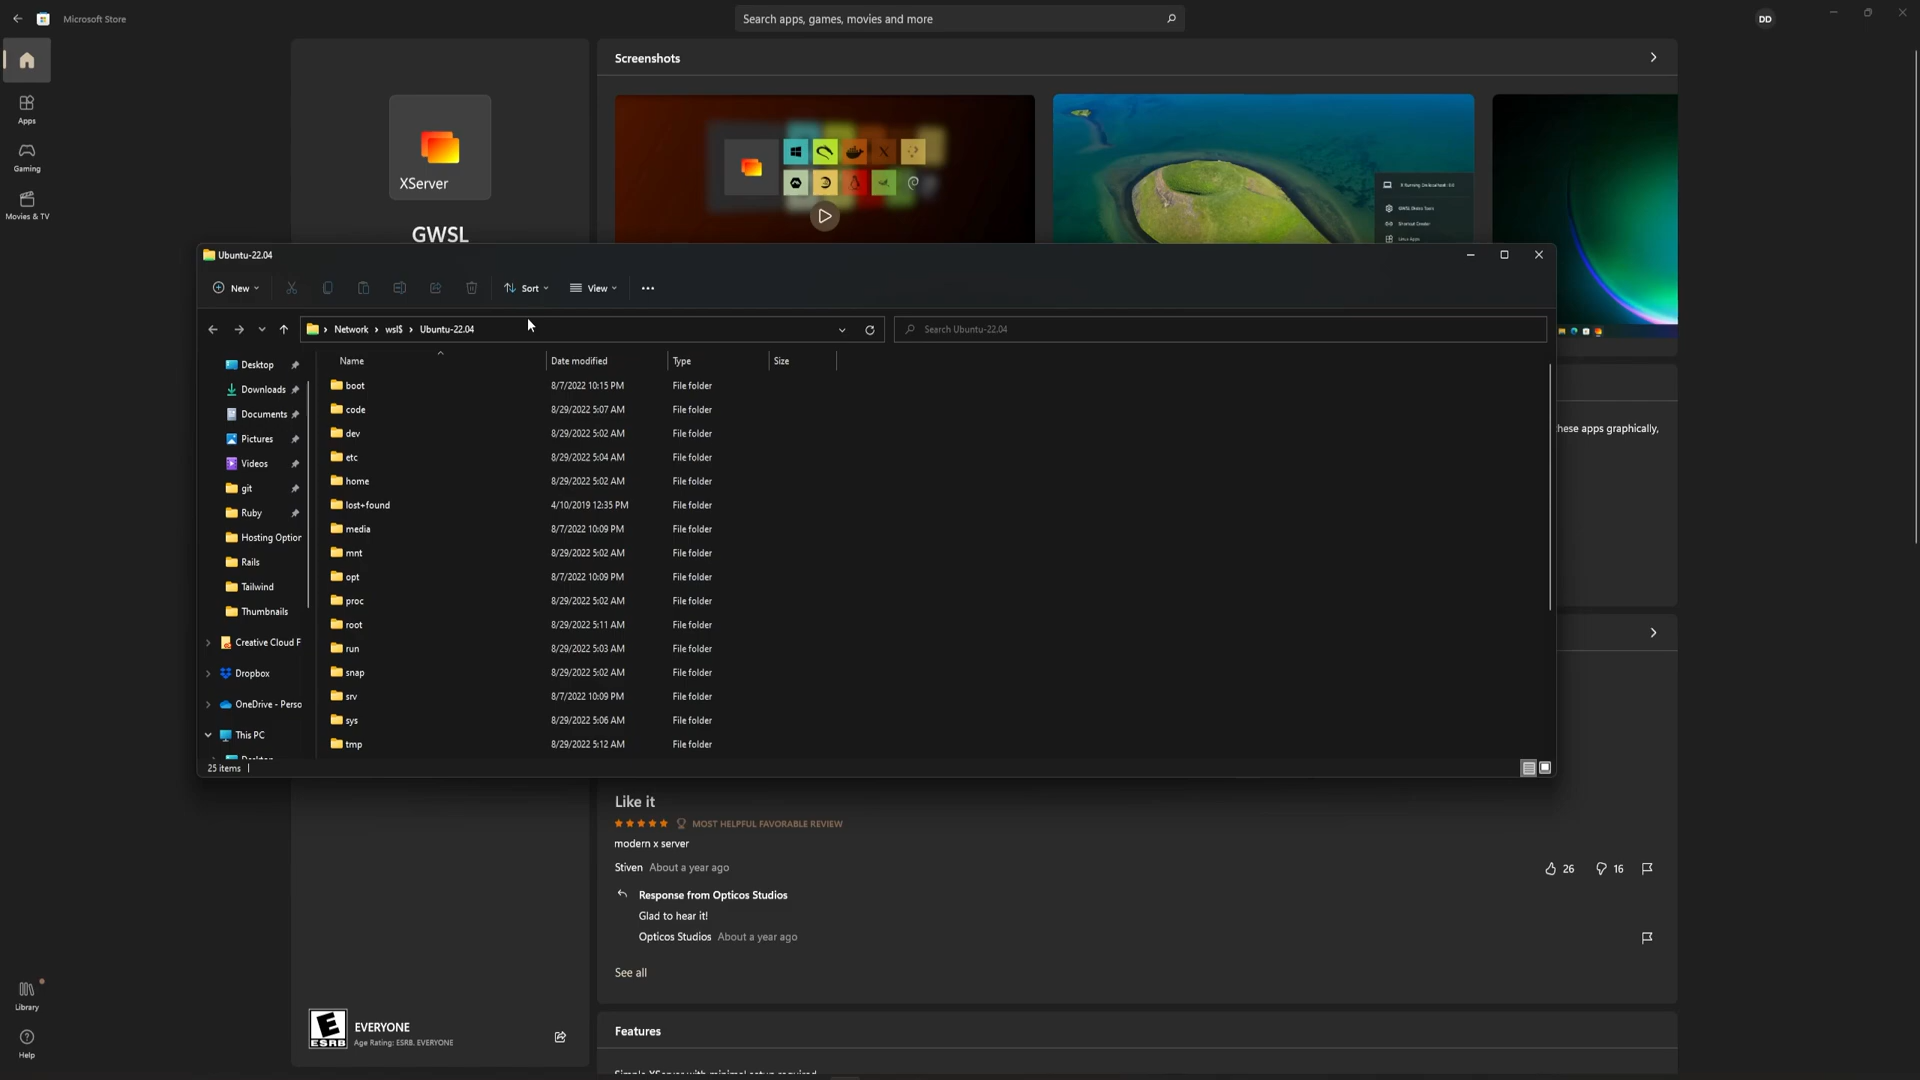 Microsoft Store
Search apps, games, movies and more
DD
Apps
Gaming
Movies & TV
Library
Help
XServer
GWSL
Screenshots
Ubuntu-22.04
New
Sort
View
Network
wsl$
Ubuntu-22.04
Search Ubuntu-22.04
Desktop
Downloads
Documents
Pictures
Videos
git
Ruby
Hosting Option
Rails
Tailwind
Thumbnails
Creative Cloud F
Dropbox
OneDrive - Perso
This PC
Desktop
Name Date modified Type Size
boot 8/7/2022 10:15 PM File folder
code 8/29/2022 5:07 AM File folder
dev 8/29/2022 5:02 AM File folder
etc 8/29/2022 5:04 AM File folder
home 8/29/2022 5:02 AM File folder
lost+found 4/10/2019 12:35 PM File folder
media 8/7/2022 10:09 PM File folder
mnt 8/29/2022 5:02 AM File folder
opt 8/7/2022 10:09 PM File folder
proc 8/29/2022 5:02 AM File folder
root 8/29/2022 5:11 AM File folder
run 8/29/2022 5:03 AM File folder
snap 8/29/2022 5:02 AM File folder
srv 8/7/2022 10:09 PM File folder
sys 8/29/2022 5:06 AM File folder
tmp 8/29/2022 5:12 AM File folder
25 items
hese apps graphically,
Like it
MOST HELPFUL FAVORABLE REVIEW
modern x server
Stiven About a year ago
26
16
Response from Opticos Studios
Glad to hear it!
Opticos Studios About a year ago
See all
E
ESRB
EVERYONE
Age Rating: ESRB. EVERYONE
Features
Simple XServer with minimal setup required